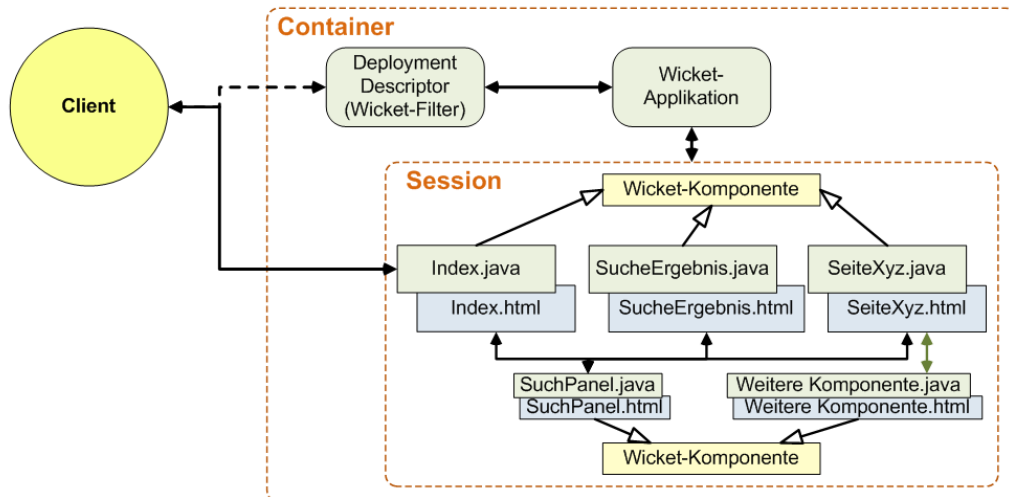 Container
Client
Deployment
Descriptor
(Wicket-Filter)
Wicket-
Applikation
Session
Wicket-Komponente
Index.java
Index.html
SucheErgebnis.java
SucheErgebnis.html
SeiteXyz.java
SeiteXyz.html
SuchPanel.java
SuchPanel.html
Weitere Komponente.java
Weitere Komponente.html
Wicket-Komponente